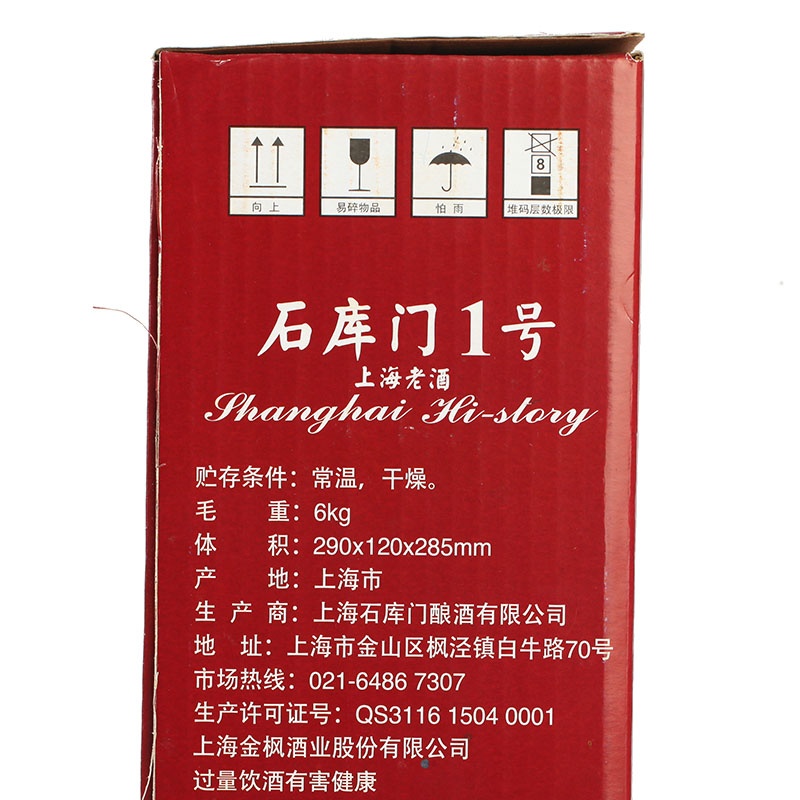 向上 易碎物品 怕雨 8 堆码层数极限
石库门1号
上海老酒
Shanghai Hi-story
贮存条件：常温，干燥。
毛 重：6kg
体 积：290x120x285mm
产 地：上海市
生 产 商：上海石库门酿酒有限公司
地 址：上海市金山区枫泾镇白牛路70号
市场热线：021-6486 7307
生产许可证号：QS3116 1504 0001
上海金枫酒业股份有限公司
过量饮酒有害健康